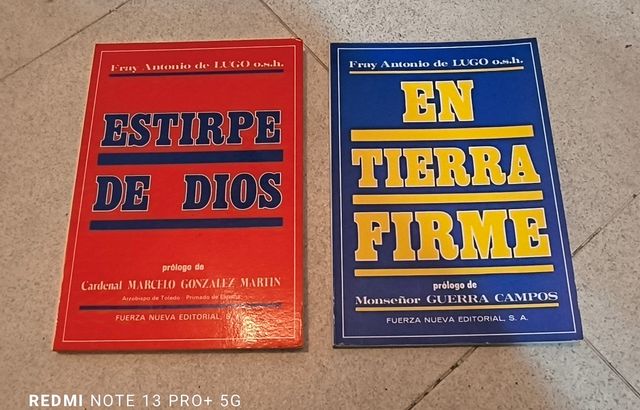 Fray Antonio de LUGO o.s.h.
ESTIRPE
DE DIOS
prólogo de
Cardenal MARCELO GONZALEZ MARTIN
Arzobispo de Toledo - Primado de España
FUERZA NUEVA EDITORIAL, S.
Fray Antonio de LUGO o.s.h.
EN
TIERRA
FIRME
prólogo de
Monseñor GUERRA CAMPOS
FUERZA NUEVA EDITORIAL, S. A.
REDMI NOTE 13 PRO+ 5G